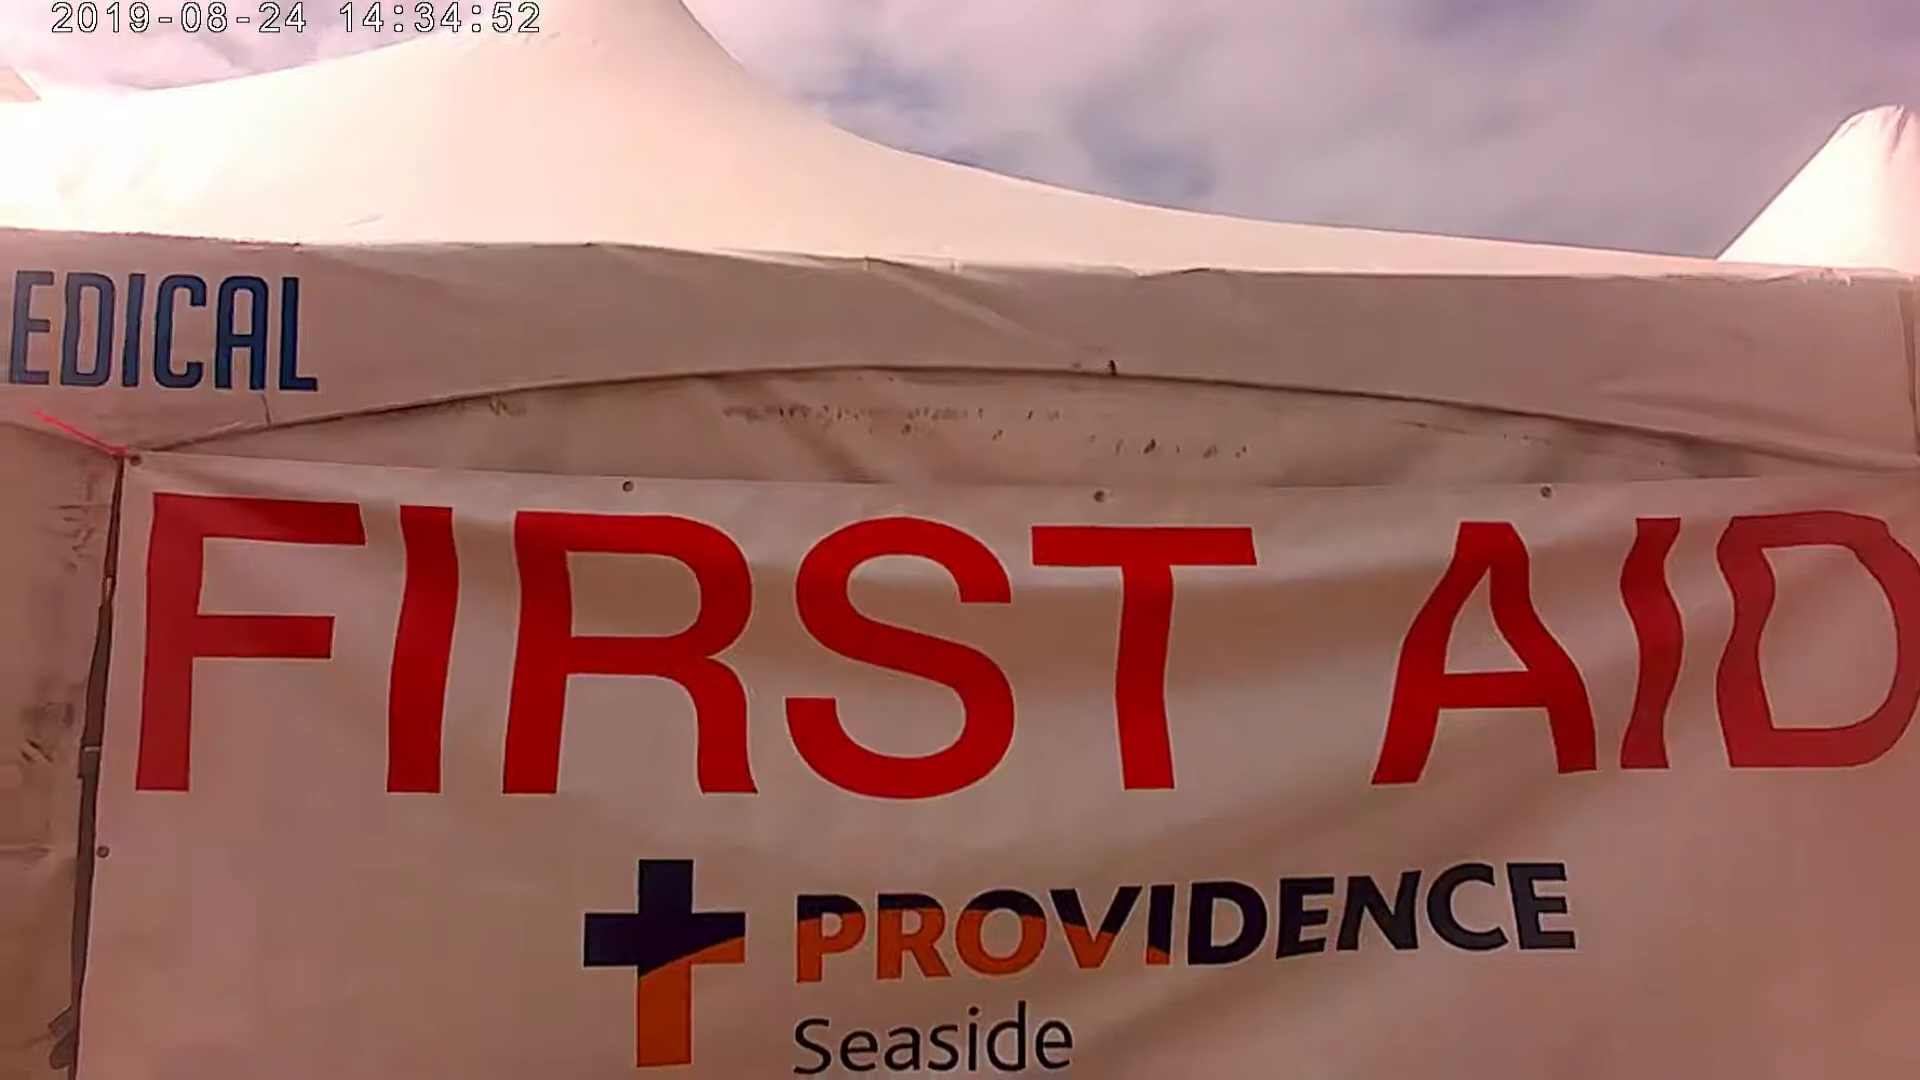 2019-08-24 14:34:52
EDICAL
FIRST AID
PROVIDENCE
Seaside